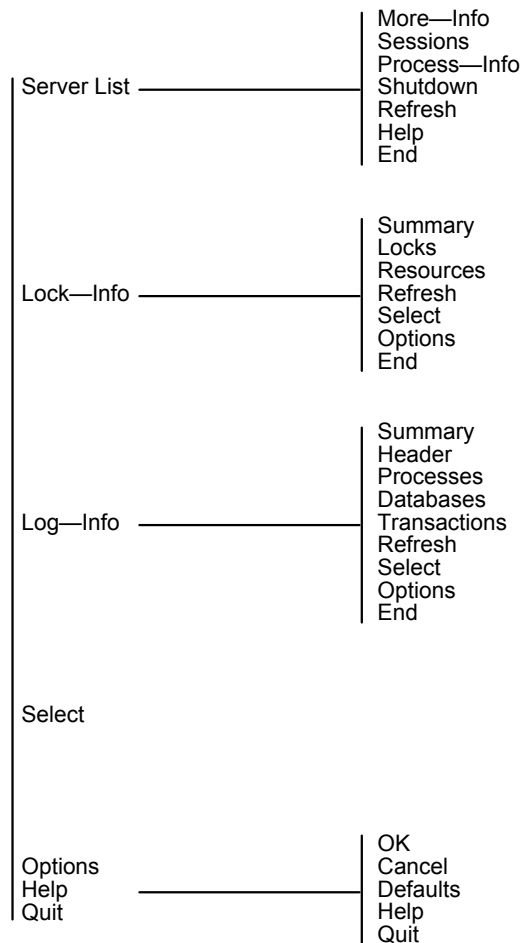 Server List
More—Info
Sessions
Process—Info
Shutdown
Refresh
Help
End
Lock—Info
Summary
Locks
Resources
Refresh
Select
Options
End
Log—Info
Summary
Header
Processes
Databases
Transactions
Refresh
Select
Options
End
Select
Options
Help
Quit
OK
Cancel
Defaults
Help
Quit